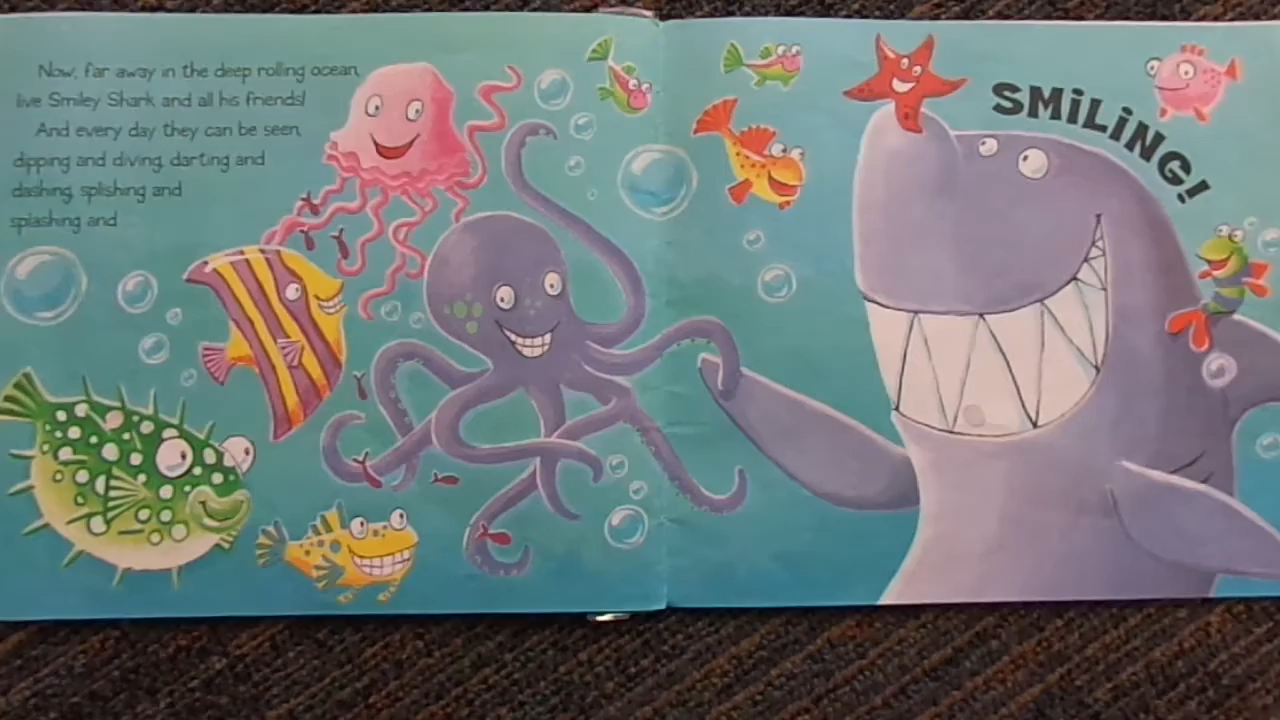 Now, far away in the deep rolling ocean,
live Smiley Shark and all his friends!
And every day they can be seen,
dipping and diving, darting and
dashing, splishing and
splashing and
SMiLiNG!